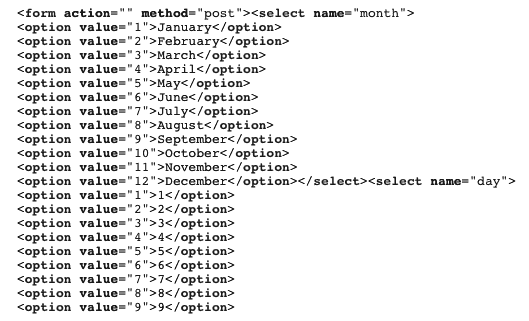 <form action="" method="post"><select name="month">
<option value="1">January</option>
<option value="2">February</option>
<option value="3">March</option>
<option value="4">April</option>
<option value="5">May</option>
<option value="6">June</option>
<option value="7">July</option>
<option value="8">August</option>
<option value="9">September</option>
<option value="10">October</option>
<option value="11">November</option>
<option value="12">December</option></select><select name="day">
<option value="1">1</option>
<option value="2">2</option>
<option value="3">3</option>
<option value="4">4</option>
<option value="5">5</option>
<option value="6">6</option>
<option value="7">7</option>
<option value="8">8</option>
<option value="9">9</option>